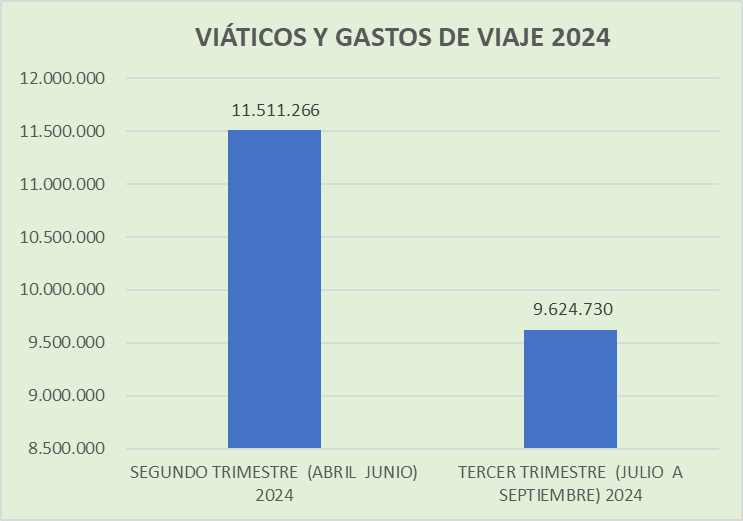 VIÁTICOS Y GASTOS DE VIAJE 2024
12.000.000
11.500.000
11.000.000
10.500.000
10.000.000
9.500.000
9.000.000
8.500.000
11.511.266
9.624.730
SEGUNDO TRIMESTRE (ABRIL JUNIO)
2024
TERCER TRIMESTRE (JULIO A
SEPTIEMBRE) 2024